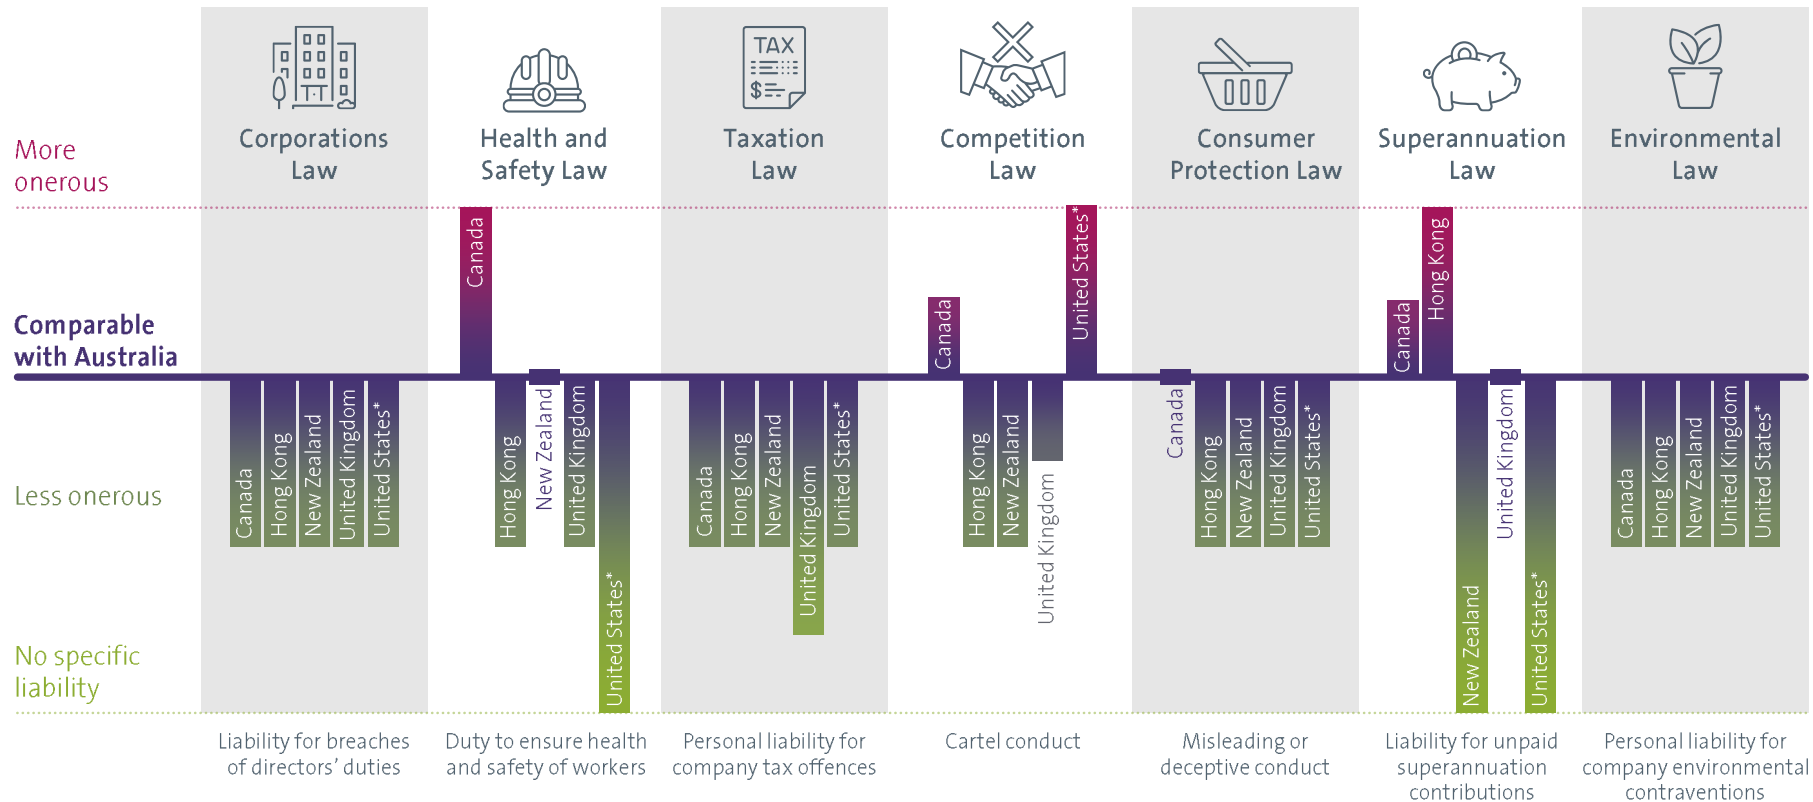 TAX
$
Corporations
Law
Health and
Safety Law
Taxation
Law
Competition
Law
Consumer
Protection Law
Superannuation
Law
Environmental
Law
More
onerous
Comparable
with Australia
Less onerous
No specific
liability
Canada
Hong Kong
New Zealand
United Kingdom
United States*
Canada
Hong Kong
New Zealand
United Kingdom
United States*
Canada
Hong Kong
New Zealand
United Kingdom
United States*
Canada
Hong Kong
New Zealand
United Kingdom
United States*
Canada
Hong Kong
New Zealand
United Kingdom
United States*
Canada
Hong Kong
New Zealand
United Kingdom
United States*
Canada
Hong Kong
New Zealand
United Kingdom
United States*
Liability for breaches
of directors’ duties
Duty to ensure health
and safety of workers
Personal liability for
company tax offences
Cartel conduct
Misleading or
deceptive conduct
Liability for unpaid
superannuation
contributions
Personal liability for
company environmental
contraventions